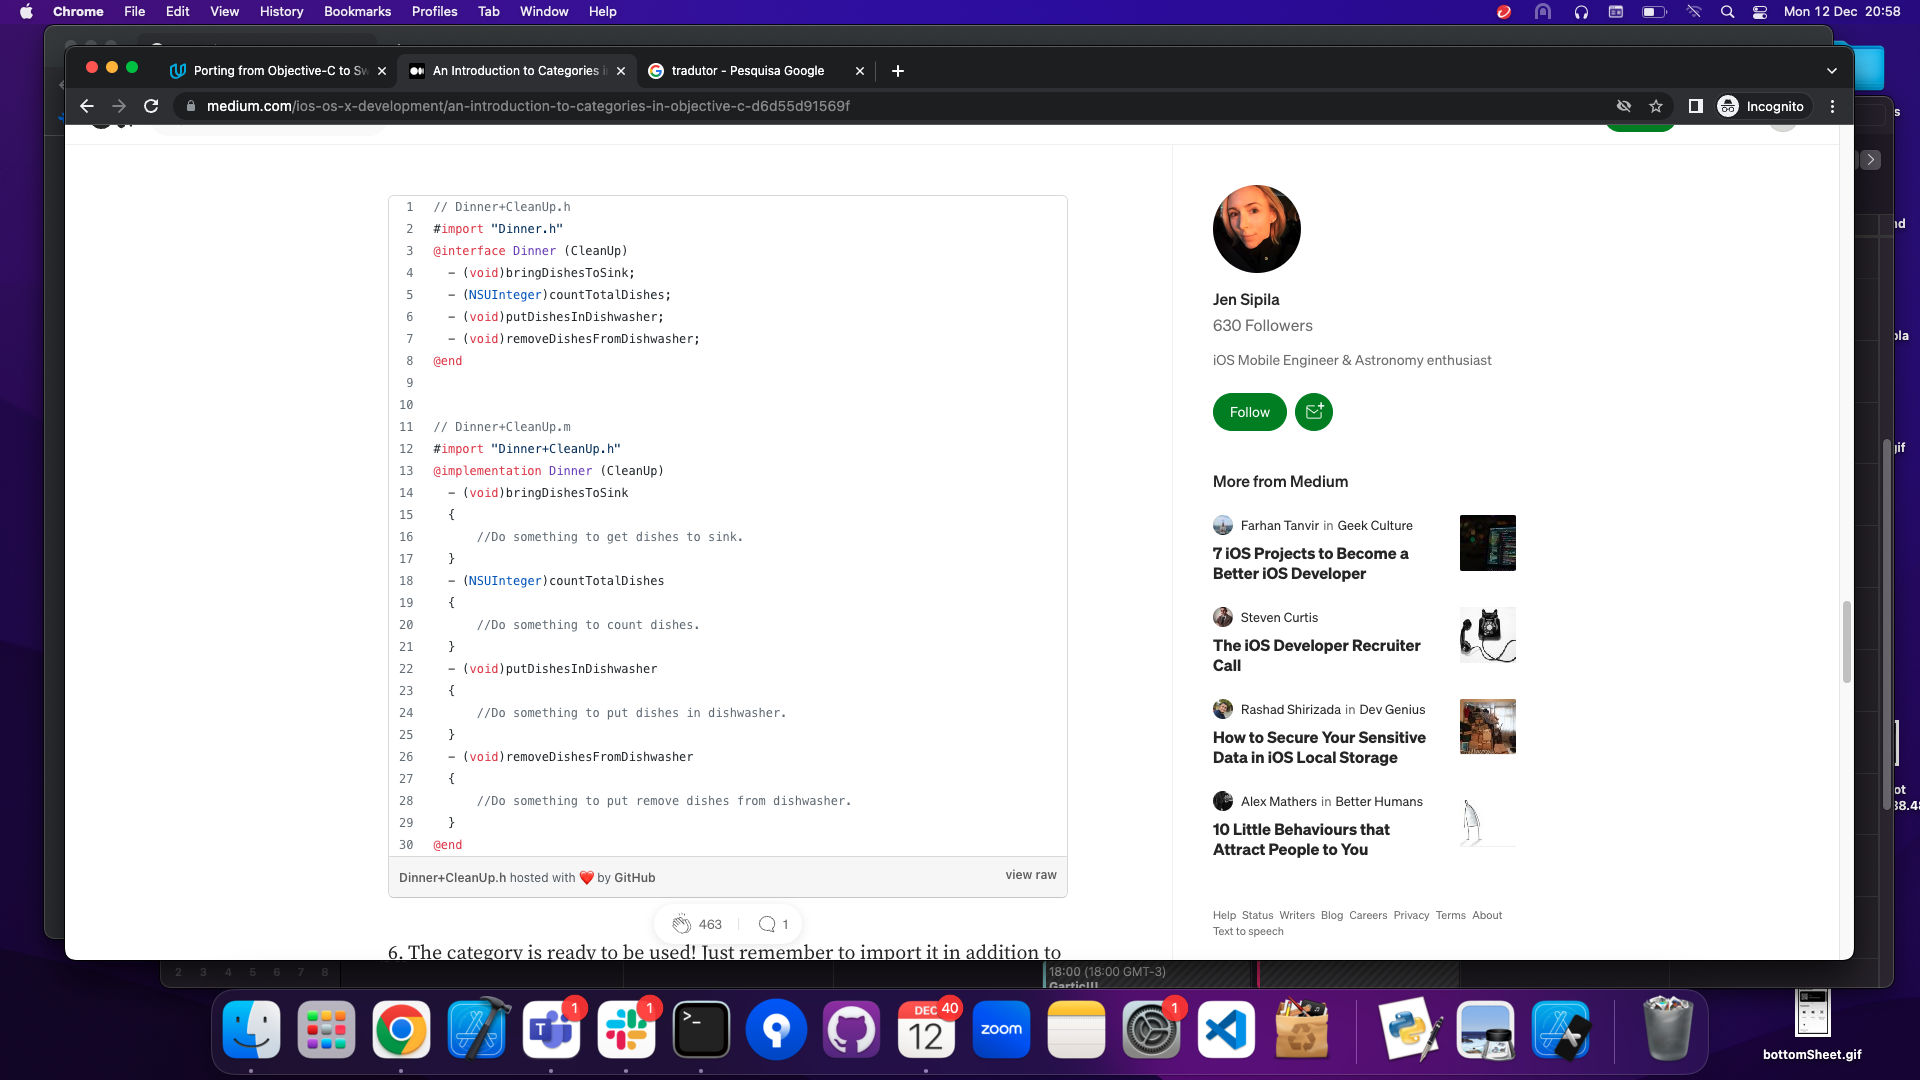 Chrome File Edit View History Bookmarks Profiles Tab Window Help
Mon 12 Dec 20:58
Porting from Objective-C to Sw
An Introduction to Categories i
tradutor - Pesquisa Google
medium.com/ios-os-x-development/an-introduction-to-categories-in-objective-c-d6d55d91569f
Incognito
1 // Dinner+CleanUp.h
2 #import "Dinner.h"
3 @interface Dinner (CleanUp)
4 - (void)bringDishesToSink;
5 - (NSUInteger)countTotalDishes;
6 - (void)putDishesInDishwasher;
7 - (void)removeDishesFromDishwasher;
8 @end
9
10
11 // Dinner+CleanUp.m
12 #import "Dinner+CleanUp.h"
13 @implementation Dinner (CleanUp)
14 - (void)bringDishesToSink
15 {
16 //Do something to get dishes to sink.
17 }
18 - (NSUInteger)countTotalDishes
19 {
20 //Do something to count dishes.
21 }
22 - (void)putDishesInDishwasher
23 {
24 //Do something to put dishes in dishwasher.
25 }
26 - (void)removeDishesFromDishwasher
27 {
28 //Do something to put remove dishes from dishwasher.
29 }
30 @end
Dinner+CleanUp.h hosted with ❤ by GitHub
view raw
463
1
6. The category is ready to be used! Just remember to import it in addition to
Jen Sipila
630 Followers
iOS Mobile Engineer & Astronomy enthusiast
Follow
More from Medium
Farhan Tanvir in Geek Culture
7 iOS Projects to Become a
Better iOS Developer
Steven Curtis
The iOS Developer Recruiter
Call
Rashad Shirizada in Dev Genius
How to Secure Your Sensitive
Data in iOS Local Storage
Alex Mathers in Better Humans
10 Little Behaviours that
Attract People to You
Help Status Writers Blog Careers Privacy Terms About
Text to speech
2 3 4 5 6 7 8
18:00 (18:00 GMT-3)
Gartic!!!
1
1
DEC 40
12
zoom
1
bottomSheet.gif